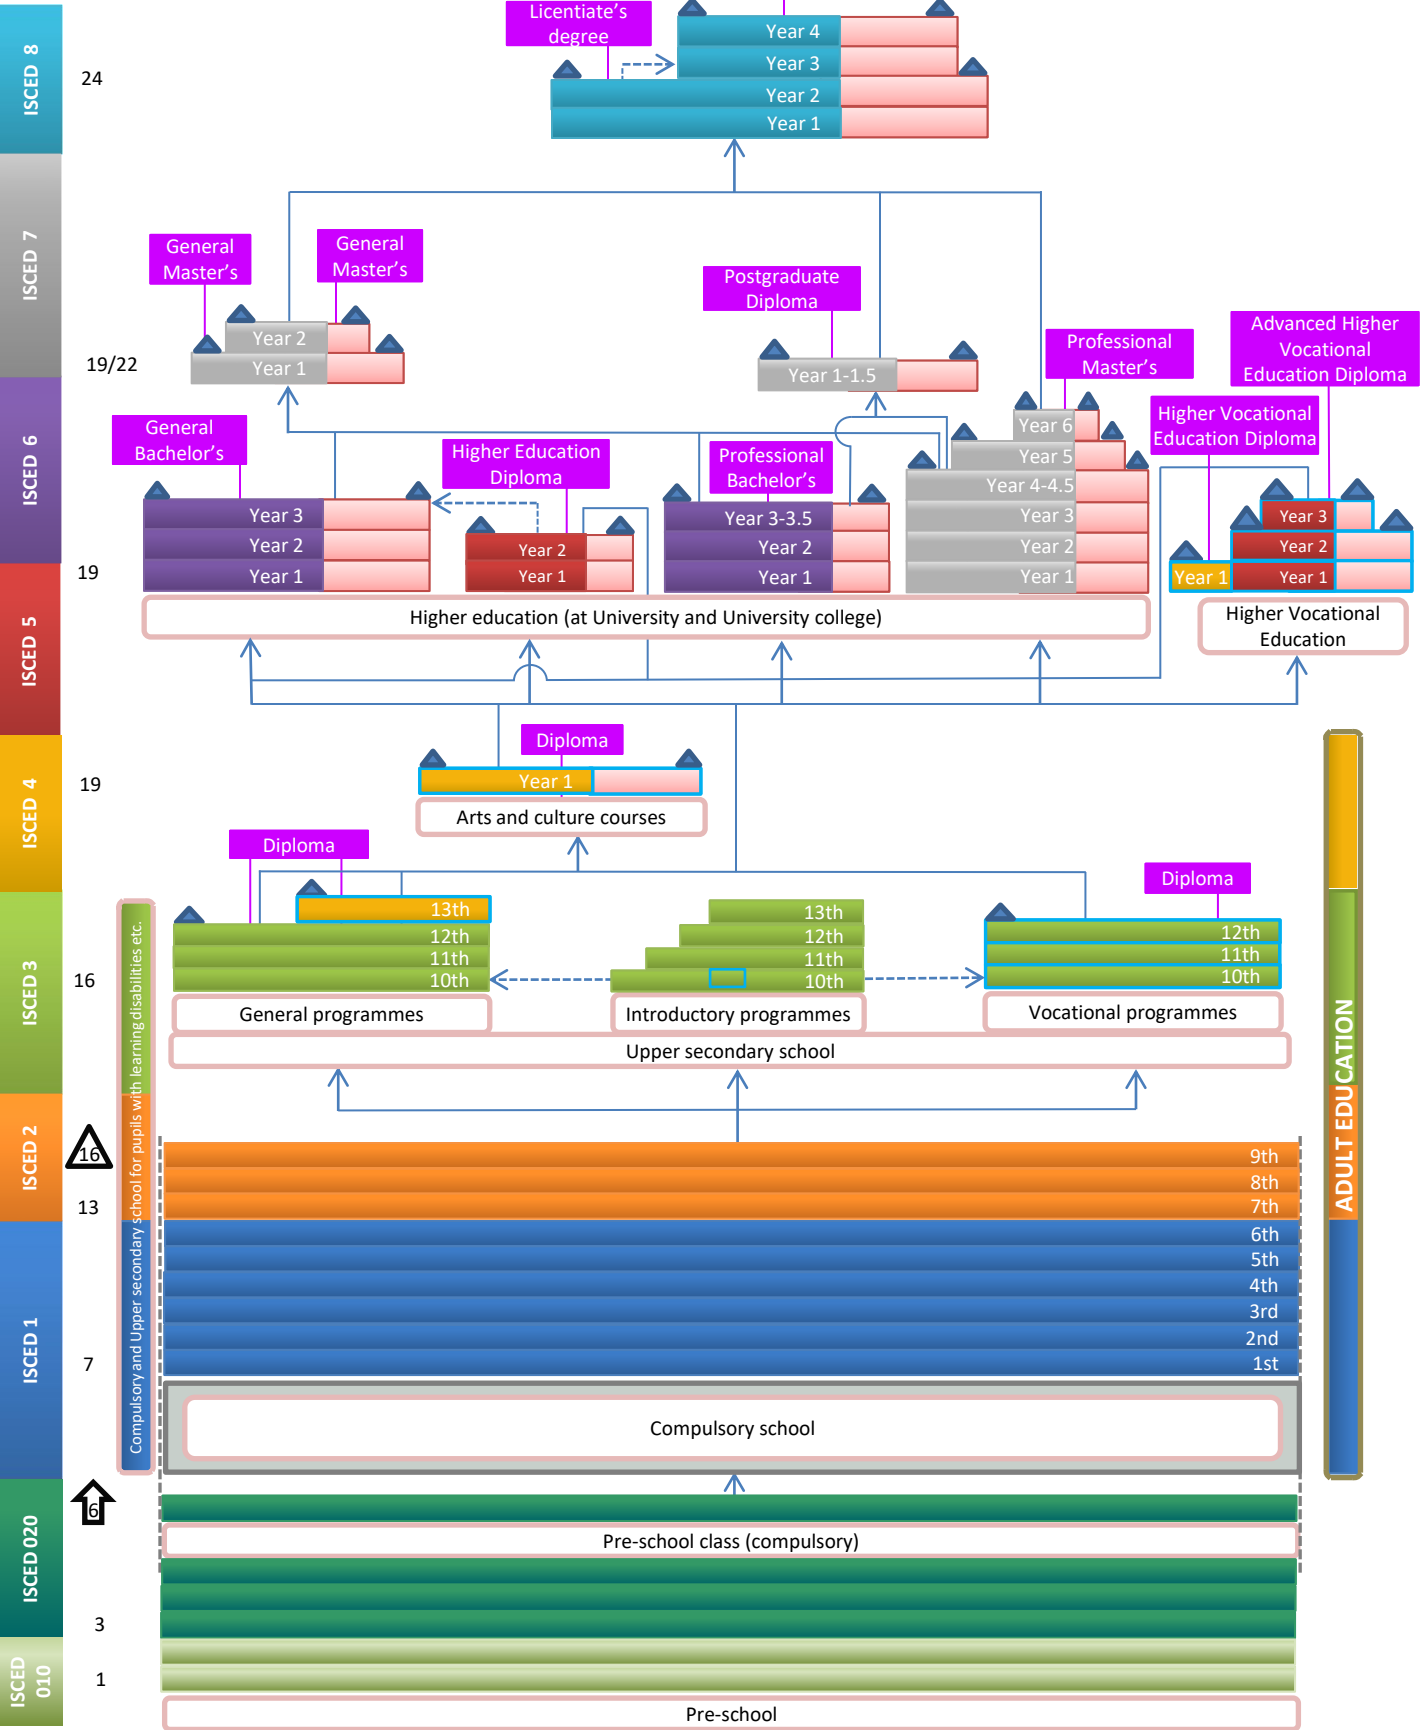 ISCED 8
24
Licentiate's
degree
Year 4
Year 3
Year 2
Year 1
ISCED 7
19/22
General
Master's
General
Master's
Year 2
Year 1
Postgraduate
Diploma
Year 1-1.5
Professional
Master's
Advanced Higher
Vocational
Education Diploma
Higher Vocational
Education Diploma
ISCED 6
General
Bachelor's
Higher Education
Diploma
Professional
Bachelor's
Year 3
Year 2
Year 1
Year 2
Year 1
Year 3-3.5
Year 2
Year 1
Year 6
Year 5
Year 4-4.5
Year 3
Year 2
Year 1
Year 3
Year 2
Year 1
Year 1
19
Higher education (at University and University college)
Higher Vocational
Education
ISCED 5
ISCED 4
19
Diploma
Year 1
Arts and culture courses
Diploma
Diploma
ISCED 3
16
13th
12th
11th
10th
General programmes
13th
12th
11th
10th
Introductory programmes
12th
11th
10th
Vocational programmes
Upper secondary school
Compulsory and Upper secondary school for pupils with learning disabilities etc.
ADULT EDUCATION
ISCED 2
16
13
9th
8th
7th
ISCED 1
7
6th
5th
4th
3rd
2nd
1st
Compulsory school
ISCED 020
6
Pre-school class (compulsory)
3
ISCED
010
1
Pre-school